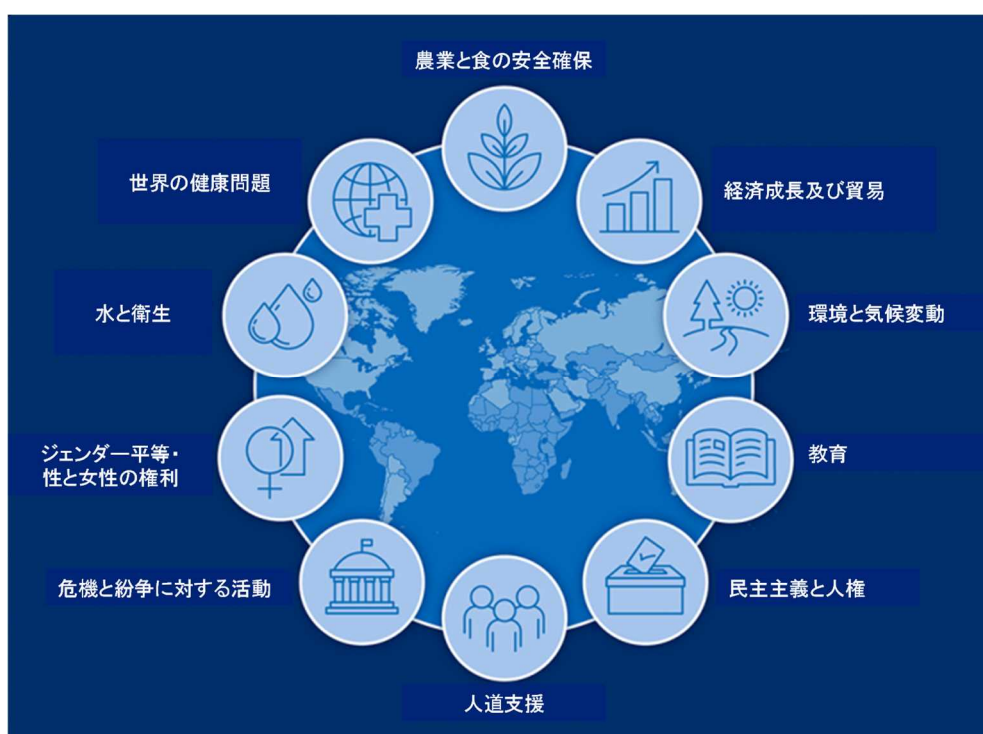 農業と食の安全確保
世界の健康問題
経済成長及び貿易
水と衛生
環境と気候変動
ジェンダー平等・
性と女性の権利
教育
危機と紛争に対する活動
民主主義と人権
人道支援